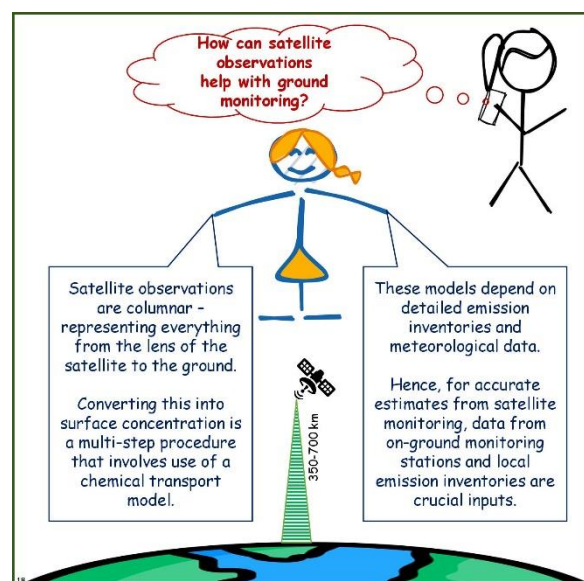 How can satellite
observations
help with ground
monitoring?
Satellite observations
are columnar –
representing everything
from the lens of the
satellite to the ground.
Converting this into
surface concentration is
a multi-step procedure
that involves use of a
chemical transport
model.
These models depend on
detailed emission
inventories and
meteorological data.
Hence, for accurate
estimates from satellite
monitoring, data from
on-ground monitoring
stations and local
emission inventories are
crucial inputs.
350-700 km